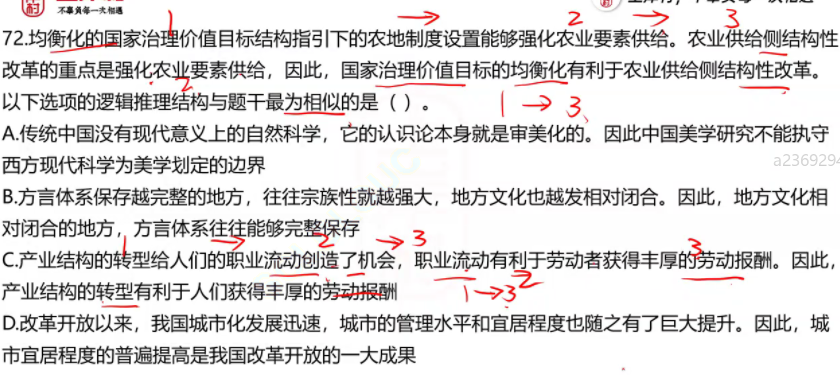 不事负每一次相遇
1 → 2 → 3
72.均衡化的国家治理价值目标结构指引下的农地制度设置能够强化农业要素供给。农业供给侧结构性
改革的重点是强化农业要素供给，因此，国家治理价值目标的均衡化有利于农业供给侧结构性改革。
2
以下选项的逻辑推理结构与题干最为相似的是（ ）。
1 → 3、
A.传统中国没有现代意义上的自然科学，它的认识论本身就是审美化的。因此中国美学研究不能执守
西方现代科学为美学划定的边界
a2369294
B.方言体系保存越完整的地方，往往宗族性就越强大，地方文化也越发相对闭合。因此，地方文化相
对闭合的地方，方言体系往往能够完整保存
1 → 2 → 3 3
C.产业结构的转型给人们的职业流动创造了机会，职业流动有利于劳动者获得丰厚的劳动报酬。因此，
产业结构的转型有利于人们获得丰厚的劳动报酬
1 → 3 2
D.改革开放以来，我国城市化发展迅速，城市的管理水平和宜居程度也随之有了巨大提升。因此，城
市宜居程度的普遍提高是我国改革开放的一大成果